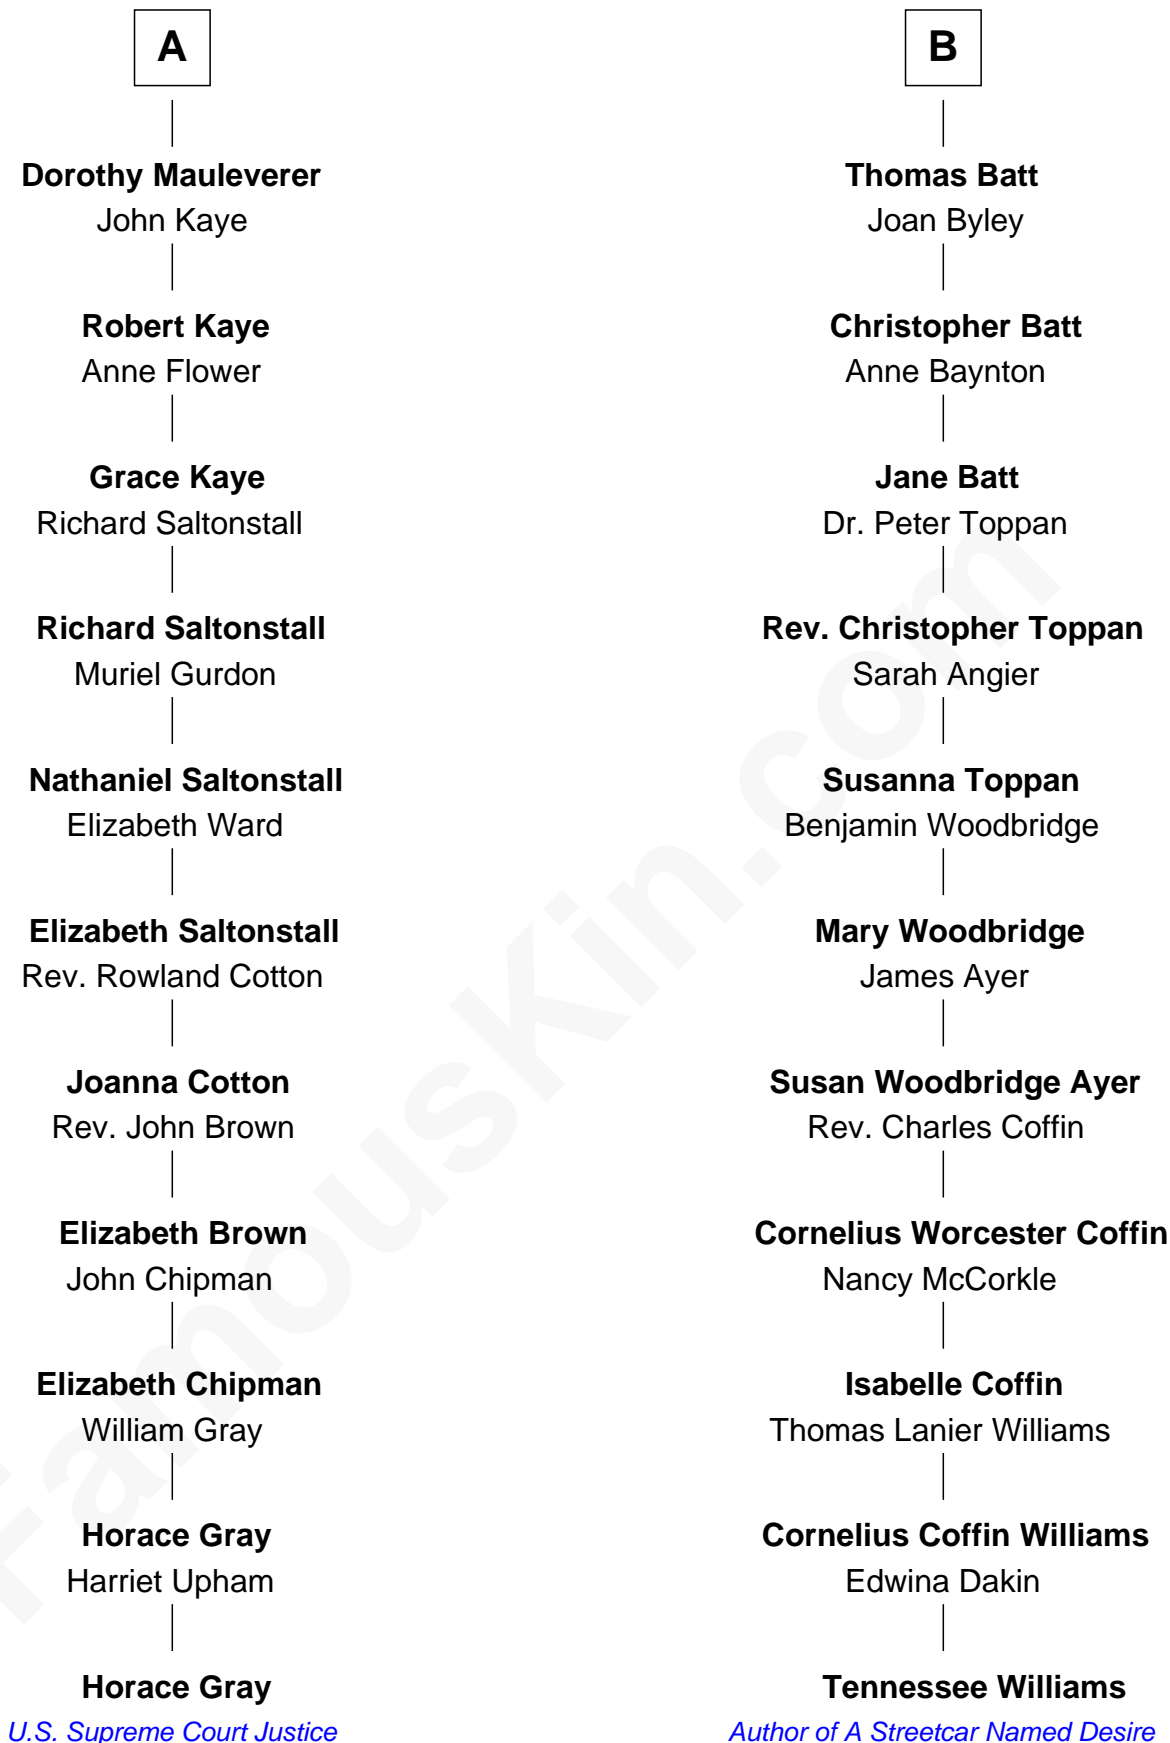 A
Dorothy Mauleverer
John Kaye
Robert Kaye
Anne Flower
Grace Kaye
Richard Saltonstall
Richard Saltonstall
Muriel Gurdon
Nathaniel Saltonstall
Elizabeth Ward
Elizabeth Saltonstall
Rev. Rowland Cotton
Joanna Cotton
Rev. John Brown
Elizabeth Brown
John Chipman
Elizabeth Chipman
William Gray
Horace Gray
Harriet Upham
Horace Gray
U.S. Supreme Court Justice
B
Thomas Batt
Joan Byley
Christopher Batt
Anne Baynton
Jane Batt
Dr. Peter Toppan
Rev. Christopher Toppan
Sarah Angier
Susanna Toppan
Benjamin Woodbridge
Mary Woodbridge
James Ayer
Susan Woodbridge Ayer
Rev. Charles Coffin
Cornelius Worcester Coffin
Nancy McCorkle
Isabelle Coffin
Thomas Lanier Williams
Cornelius Coffin Williams
Edwina Dakin
Tennessee Williams
Author of A Streetcar Named Desire
FamousKin.com